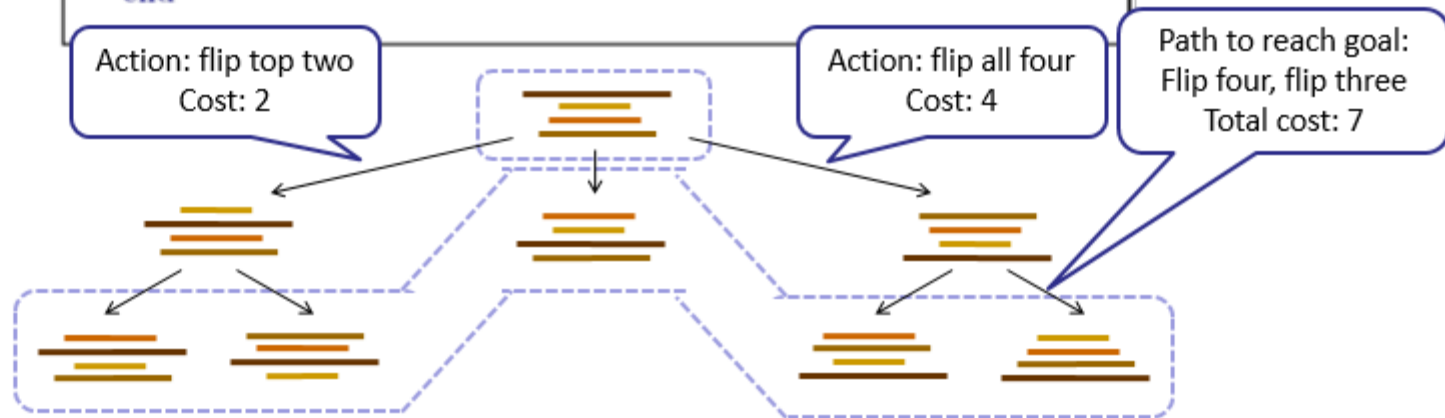 Action: flip top two
Cost: 2
Action: flip all four
Cost: 4
Path to reach goal:
Flip four, flip three
Total cost: 7